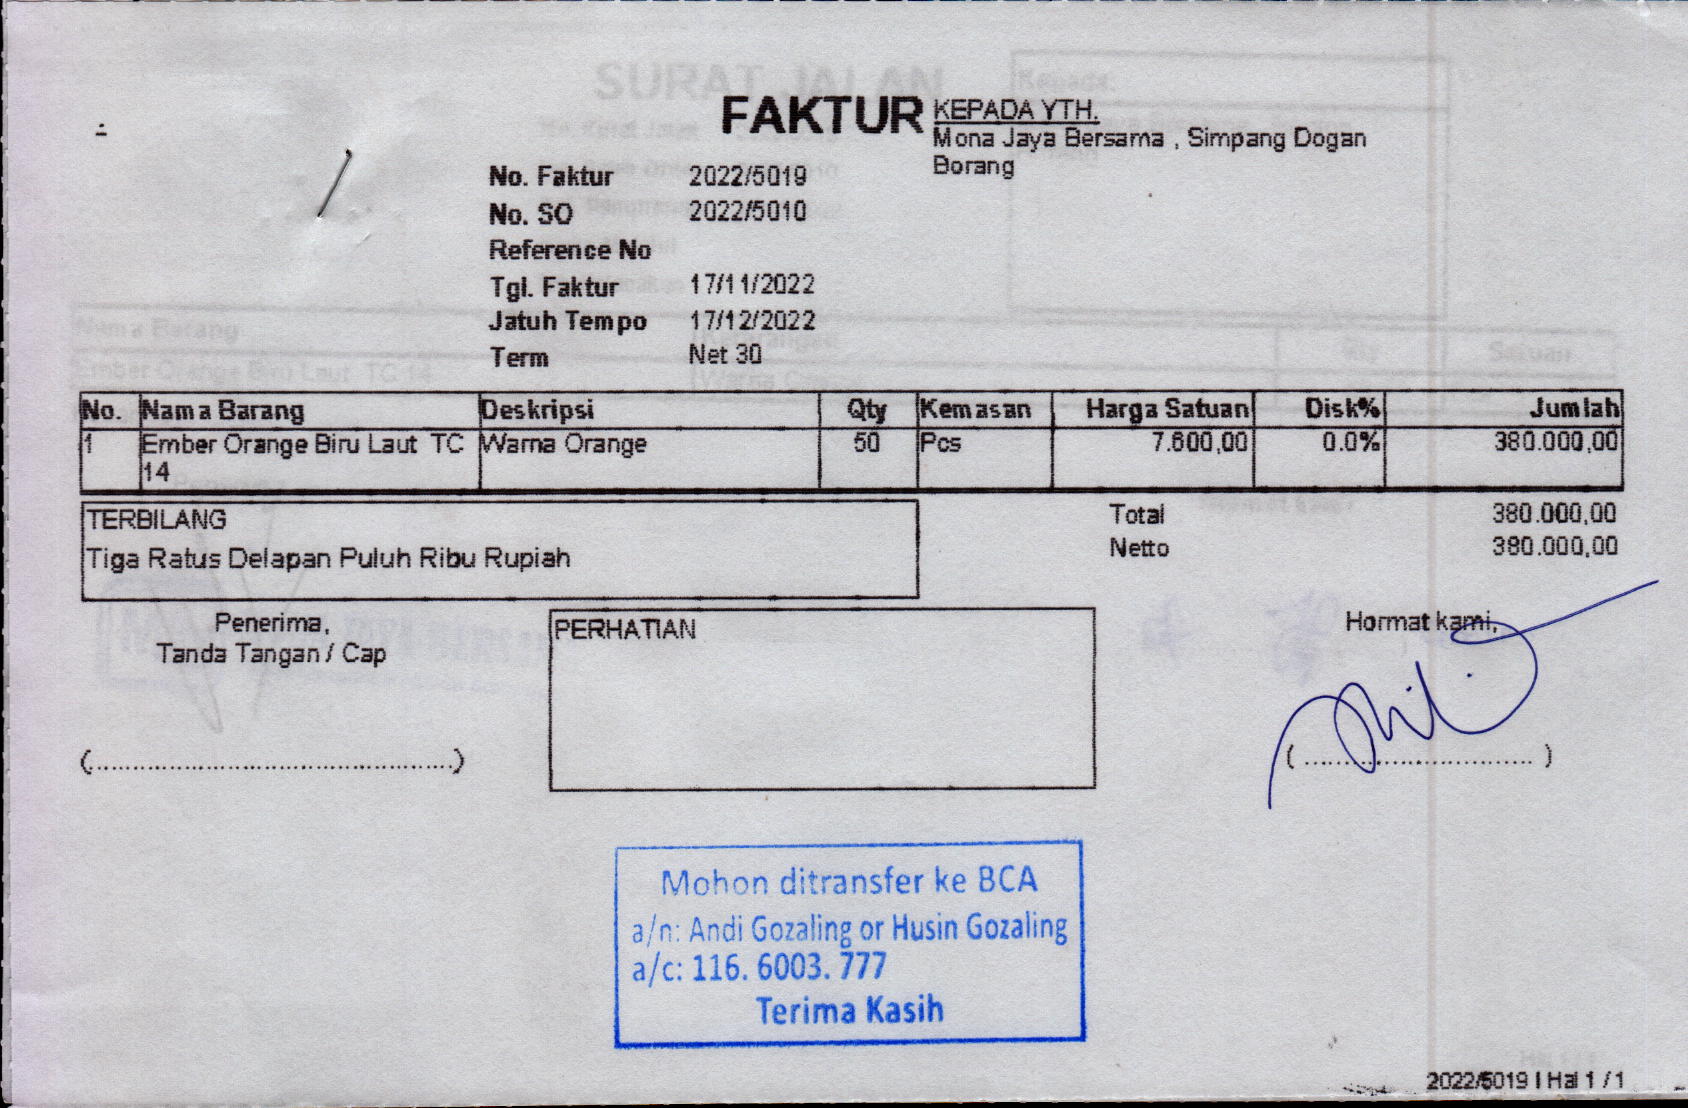 FAKTUR
KEPADA YTH.
Mona Jaya Bersama , Simpang Dogan
Borang
No. Faktur 2022/5019
No. SO 2022/5010
Reference No
Tgl. Faktur 17/11/2022
Jatuh Tempo 17/12/2022
Term Net 30
No. Nama Barang Deskripsi Qty Kemasan Harga Satuan Disk% Jumlah
1 Ember Orange Biru Laut TC Warna Orange 50 Pcs 7.600,00 0.0% 380.000,00
14
TERBILANG
Tiga Ratus Delapan Puluh Ribu Rupiah
Total 380.000,00
Netto 380.000,00
Penerima,
Tanda Tangan / Cap
PERHATIAN
Hormat kami,
(................................................)
( ............................... )
Mohon ditransfer ke BCA
a/n: Andi Gozaling or Husin Gozaling
a/c: 116. 6003. 777
Terima Kasih
2022/5019 | Hal 1 / 1